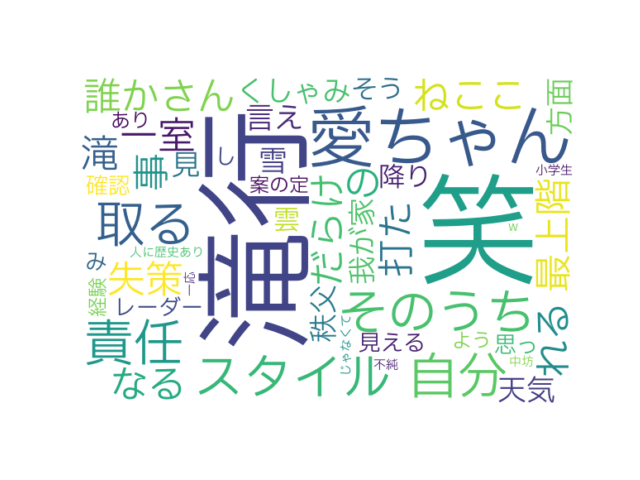 誰かさん
くしゃみ
そう
ねここ
方面
あり
一室
言え
愛ちゃん
滝
事
見
し
雪
案の定
降り
小学生
確認
滝行
雲
だらけ
我が家の
打た
笑
w
最上階
取る
人に歴史あり
み
失策
一応
経験
レーダー
秩父
そのうち
れる
責任
じゃなくて
見える
よう
思っ
なる
スタイル
不純
自分
中坊
天気